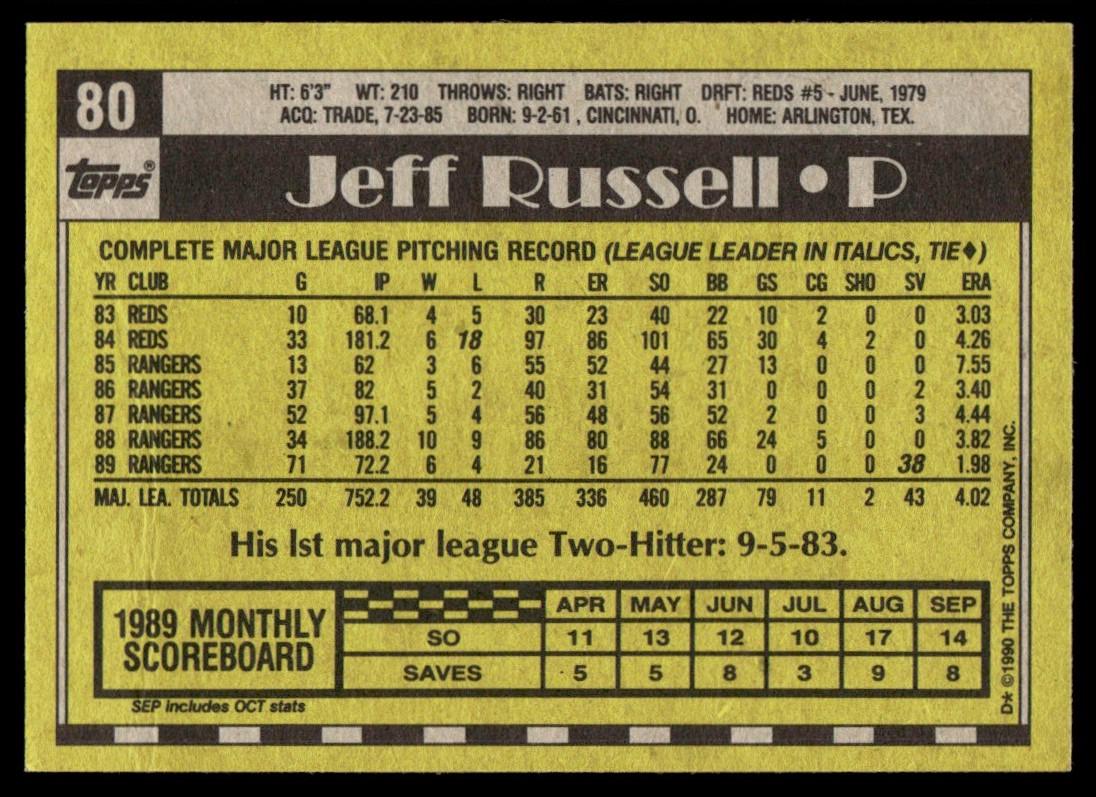 80
HT: 6'3" WT: 210 THROWS: RIGHT BATS: RIGHT DRFT: REDS #5 - JUNE, 1979
ACQ: TRADE, 7-23-85 BORN: 9-2-61 , CINCINNATI, O. HOME: ARLINGTON, TEX.
topps®
Jeff Russell • P
COMPLETE MAJOR LEAGUE PITCHING RECORD (LEAGUE LEADER IN ITALICS, TIE♦)
YR CLUB G IP W L R ER SO BB GS CG SHO SV ERA
83 REDS 10 68.1 4 5 30 23 40 22 10 2 0 0 3.03
84 REDS 33 181.2 6 18 97 86 101 65 30 4 2 0 4.26
85 RANGERS 13 62 3 6 55 52 44 27 13 0 0 0 7.55
86 RANGERS 37 82 5 2 40 31 54 31 0 0 0 2 3.40
87 RANGERS 52 97.1 5 4 56 48 56 52 2 0 0 3 4.44
88 RANGERS 34 188.2 10 9 86 80 88 66 24 5 0 0 3.82
89 RANGERS 71 72.2 6 4 21 16 77 24 0 0 0 38 1.98
MAJ. LEA. TOTALS 250 752.2 39 48 385 336 460 287 79 11 2 43 4.02
His lst major league Two-Hitter: 9-5-83.
1989 MONTHLY
SCOREBOARD
APR MAY JUN JUL AUG SEP
SO 11 13 12 10 17 14
SAVES 5 5 8 3 9 8
SEP includes OCT stats
D* ©1990 THE TOPPS COMPANY, INC.